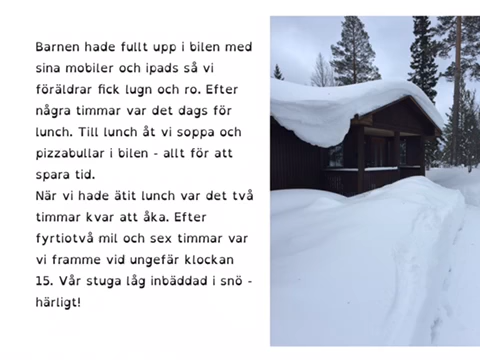 Barnen hade fullt upp i bilen med
sina mobiler och ipads så vi
föräldrar fick lugn och ro. Efter
några timmar var det dags för
lunch. Till lunch åt vi soppa och
pizzabullar i bilen - allt för att
spara tid.
När vi hade ätit lunch var det två
timmar kvar att åka. Efter
fyrtiotvå mil och sex timmar var
vi framme vid ungefär klockan
15. Vår stuga låg inbäddad i snö -
härligt!